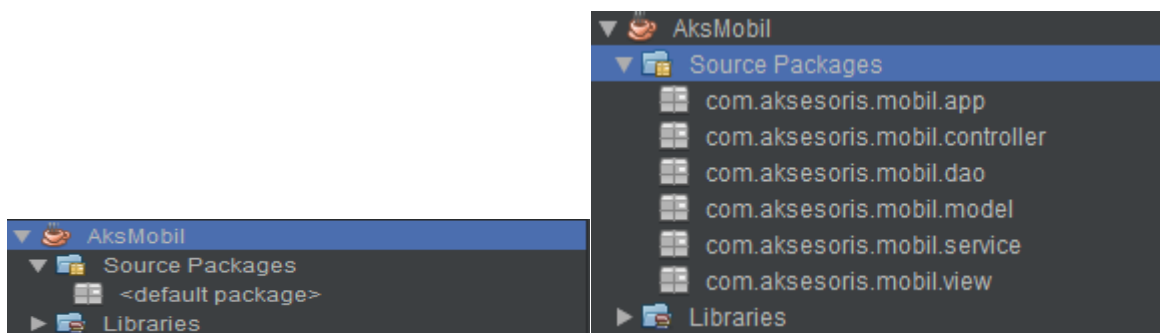 AksMobil
Source Packages
<default package>
Libraries
AksMobil
Source Packages
com.aksesoris.mobil.app
com.aksesoris.mobil.controller
com.aksesoris.mobil.dao
com.aksesoris.mobil.model
com.aksesoris.mobil.service
com.aksesoris.mobil.view
Libraries